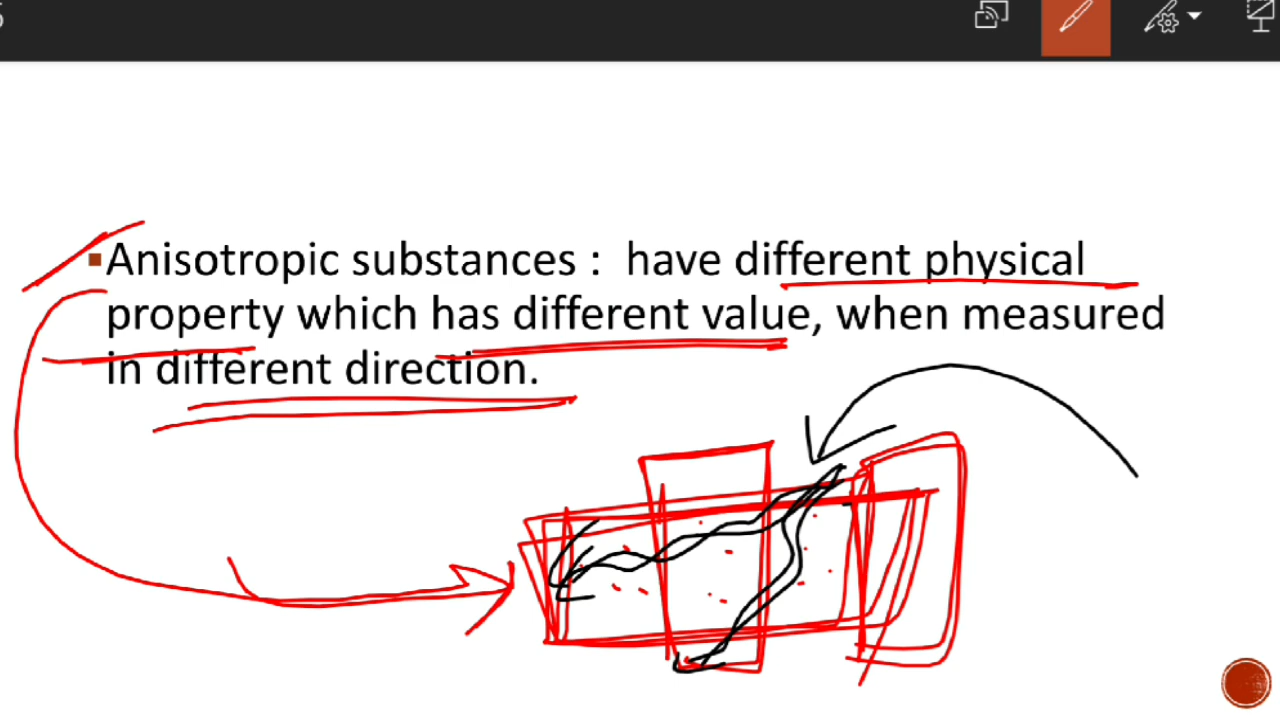 Anisotropic substances : have different physical
property which has different value, when measured
in different direction.